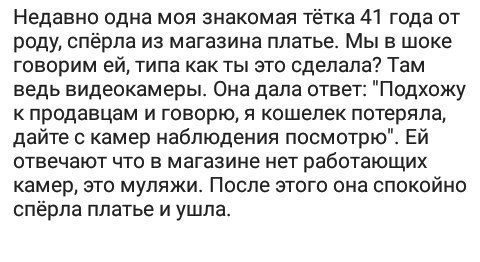 Недавно одна моя знакомая тётка 41 года от
роду, спёрла из магазина платье. Мы в шоке
говорим ей, типа как ты это сделала? Там
ведь видеокамеры. Она дала ответ: "Подхожу
к продавцам и говорю, я кошелек потеряла,
дайте с камер наблюдения посмотрю". Ей
отвечают что в магазине нет работающих
камер, это муляжи. После этого она спокойно
спёрла платье и ушла.